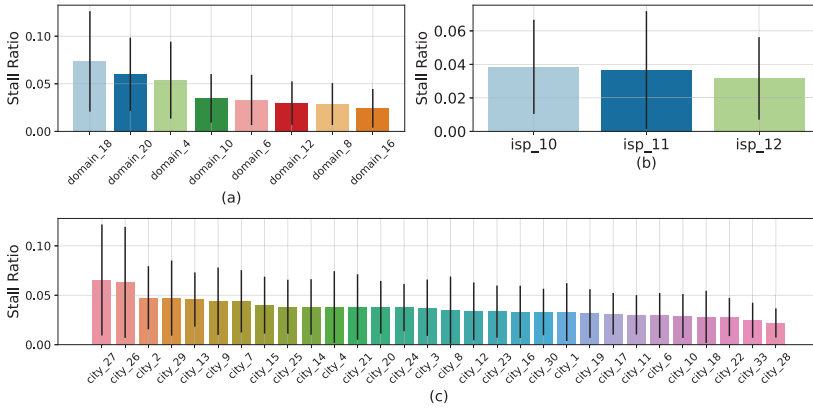 Stall Ratio
0.10
0.05
0.00
domain_18
domain_20
domain_4
domain_10
domain_6
domain_12
domain_8
domain_16
(a)
Stall Ratio
0.06
0.04
0.02
0.00
isp_10
isp_11
isp_12
(b)
Stall Ratio
0.10
0.05
0.00
city_27
city_26
city_2
city_29
city_13
city_9
city_7
city_15
city_25
city_14
city_4
city_21
city_20
city_24
city_3
city_8
city_12
city_23
city_16
city_30
city_1
city_19
city_17
city_11
city_6
city_10
city_18
city_22
city_33
city_28
(c)